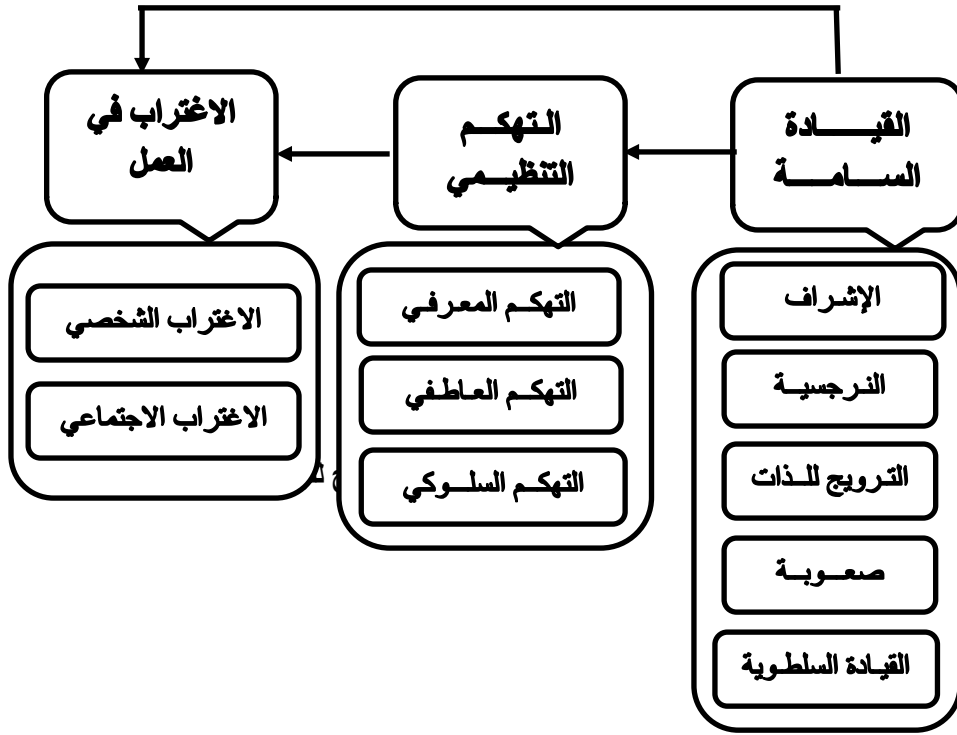 القيادة
السامة
التهكم
التنظيمي
الاغتراب في
العمل
الإشراف
النرجسية
الترويج للذات
صعوبة
القيادة السلطوية
التهكم المعرفي
التهكم العاطفي
التهكم السلوكي
الاغتراب الشخصي
الاغتراب الاجتماعي